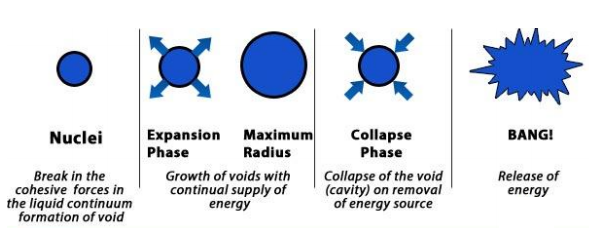 Nuclei
Break in the
cohesive forces in
the liquid continuum
formation of void
Expansion
Phase
Maximum
Radius
Growth of voids with
continual supply of
energy
Collapse
Phase
Collapse of the void
(cavity) on removal
of energy source
BANG!
Release of
energy